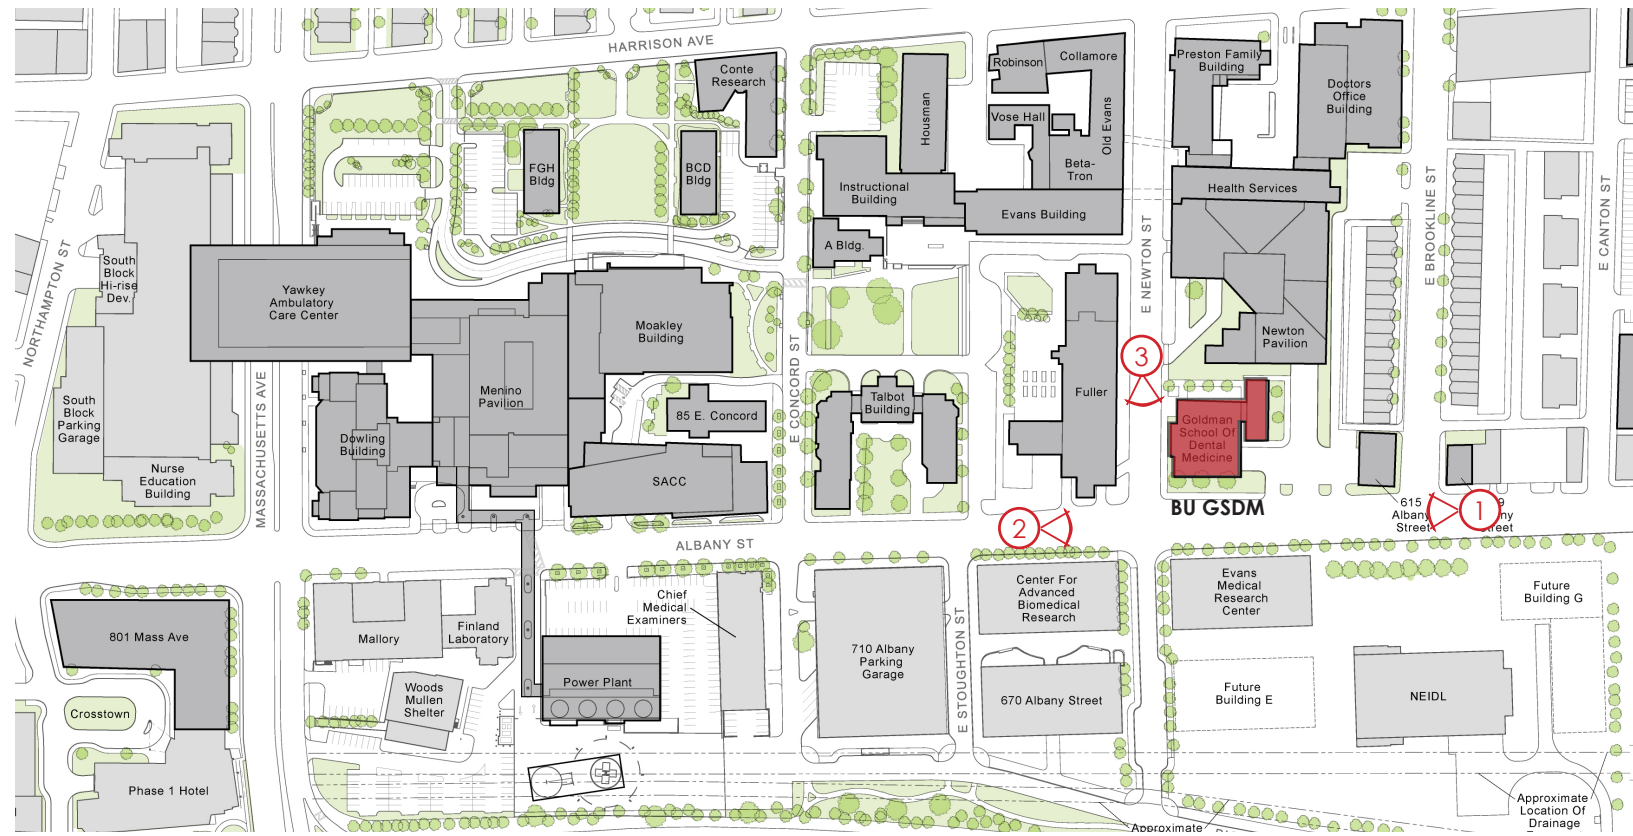 HARRISON AVE
Conte
Research
Robinson
Collamore
Preston Family
Building
Doctors
Office
Building
Housman
Vose Hall
Old Evans
Beta-
Tron
FGH
Bldg
BCD
Bldg
Instructional
Building
Evans Building
Health Services
A Bldg.
NORTHAMPTON ST
South
Block
Hi-rise
Dev.
Yawkey
Ambulatory
Care Center
Moakley
Building
E NEWTON ST
E BROOKLINE ST
E CANTON ST
Newton
Pavilion
South
Block
Parking
Garage
MASSACHUSETTS AVE
Menino
Pavilion
E CONCORD ST
85 E. Concord
Talbot
Building
Fuller
3
Goldman
School Of
Dental
Medicine
Dowling
Building
SACC
Nurse
Education
Building
BU GSDM
615
Albany
Street
1
2
ALBANY ST
801 Mass Ave
Mallory
Finland
Laboratory
Chief
Medical
Examiners
Center For
Advanced
Biomedical
Research
Evans
Medical
Research
Center
Future
Building G
Crosstown
Woods
Mullen
Shelter
Power Plant
710 Albany
Parking
Garage
E STOUGHTON ST
670 Albany Street
Future
Building E
NEIDL
Phase 1 Hotel
Approximate
Approximate
Location Of
Drainage